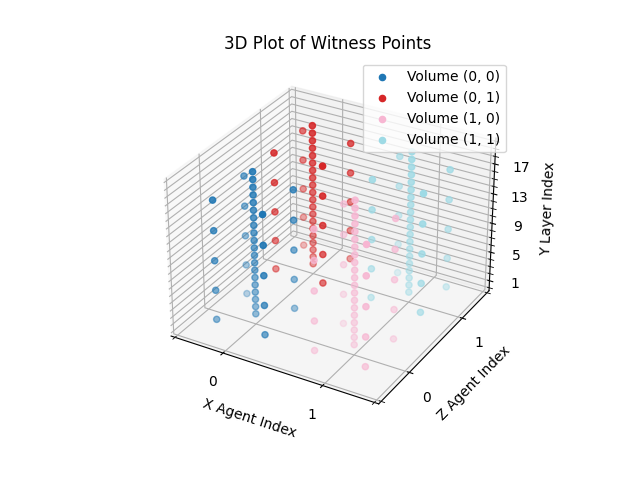 3D Plot of Witness Points
Volume (0, 0)
Volume (0, 1)
Volume (1, 0)
Volume (1, 1)
17
13
9
5
1
Y Layer Index
1
0
Z Agent Index
0
1
X Agent Index